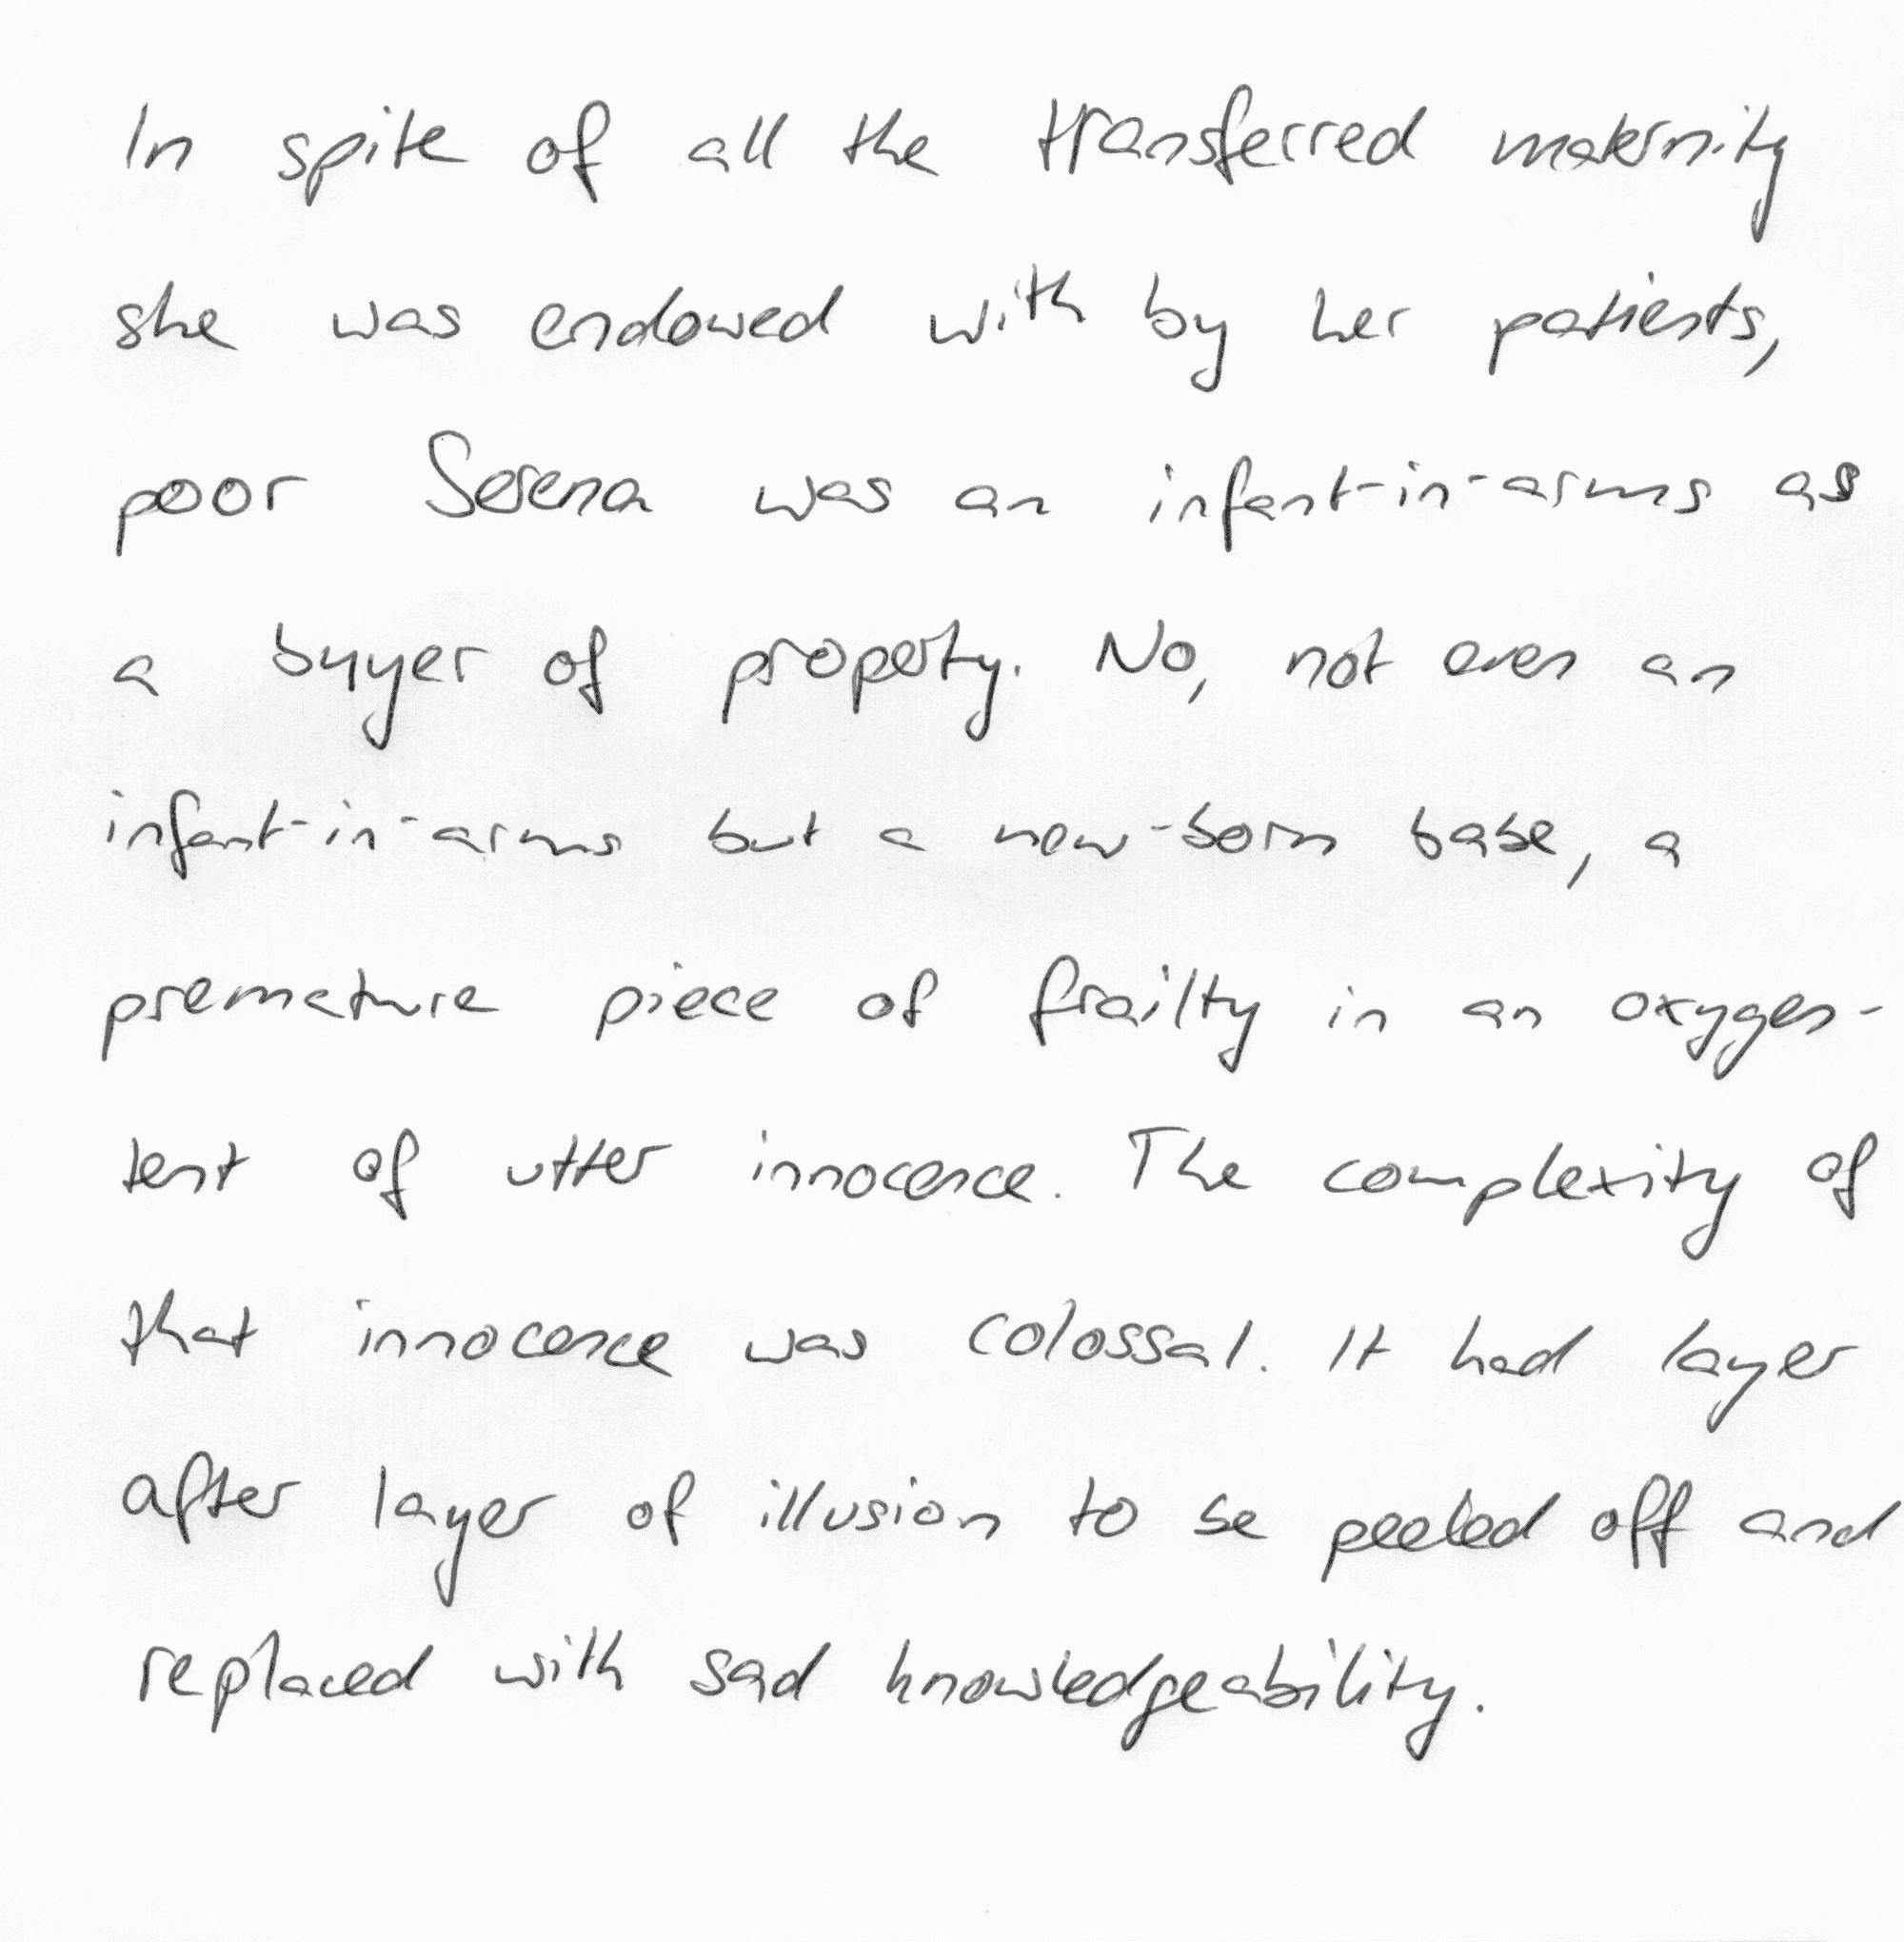 In spite of all the transferred maternity
she was endowed with by her patients,
poor Serena was an infant-in-arms as
a buyer of property. No, not even an
infant-in-arms but a new-born babe, a
premature piece of frailty in an oxygen-
tent of utter innocence. The complexity of
that innocence was colossal. It had layer
after layer of illusion to be peeled off and
replaced with sad knowledgeability.